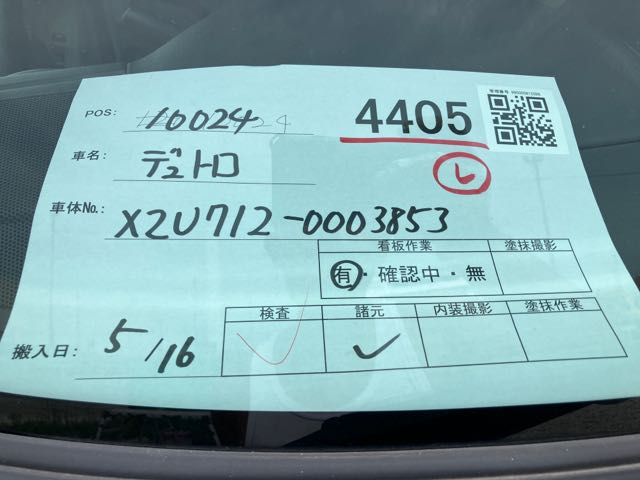 POS: 10024 4405
車名: デュトロ レ
車体No.: XZU712-0003853
看板作業 塗抹撮影
有・確認中・無
検査 諸元 内装撮影 塗抹作業
搬入日: 5/16